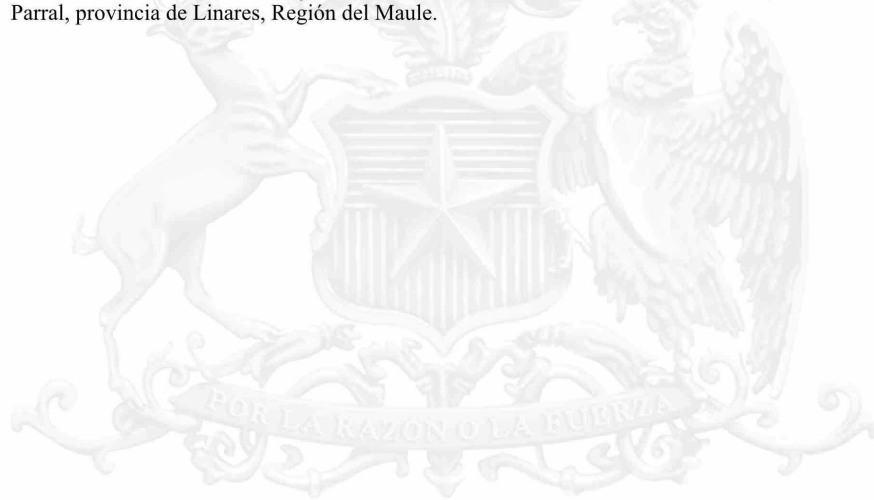 Parral, provincia de Linares, Región del Maule.
POR LA RAZON O LA FUERZA